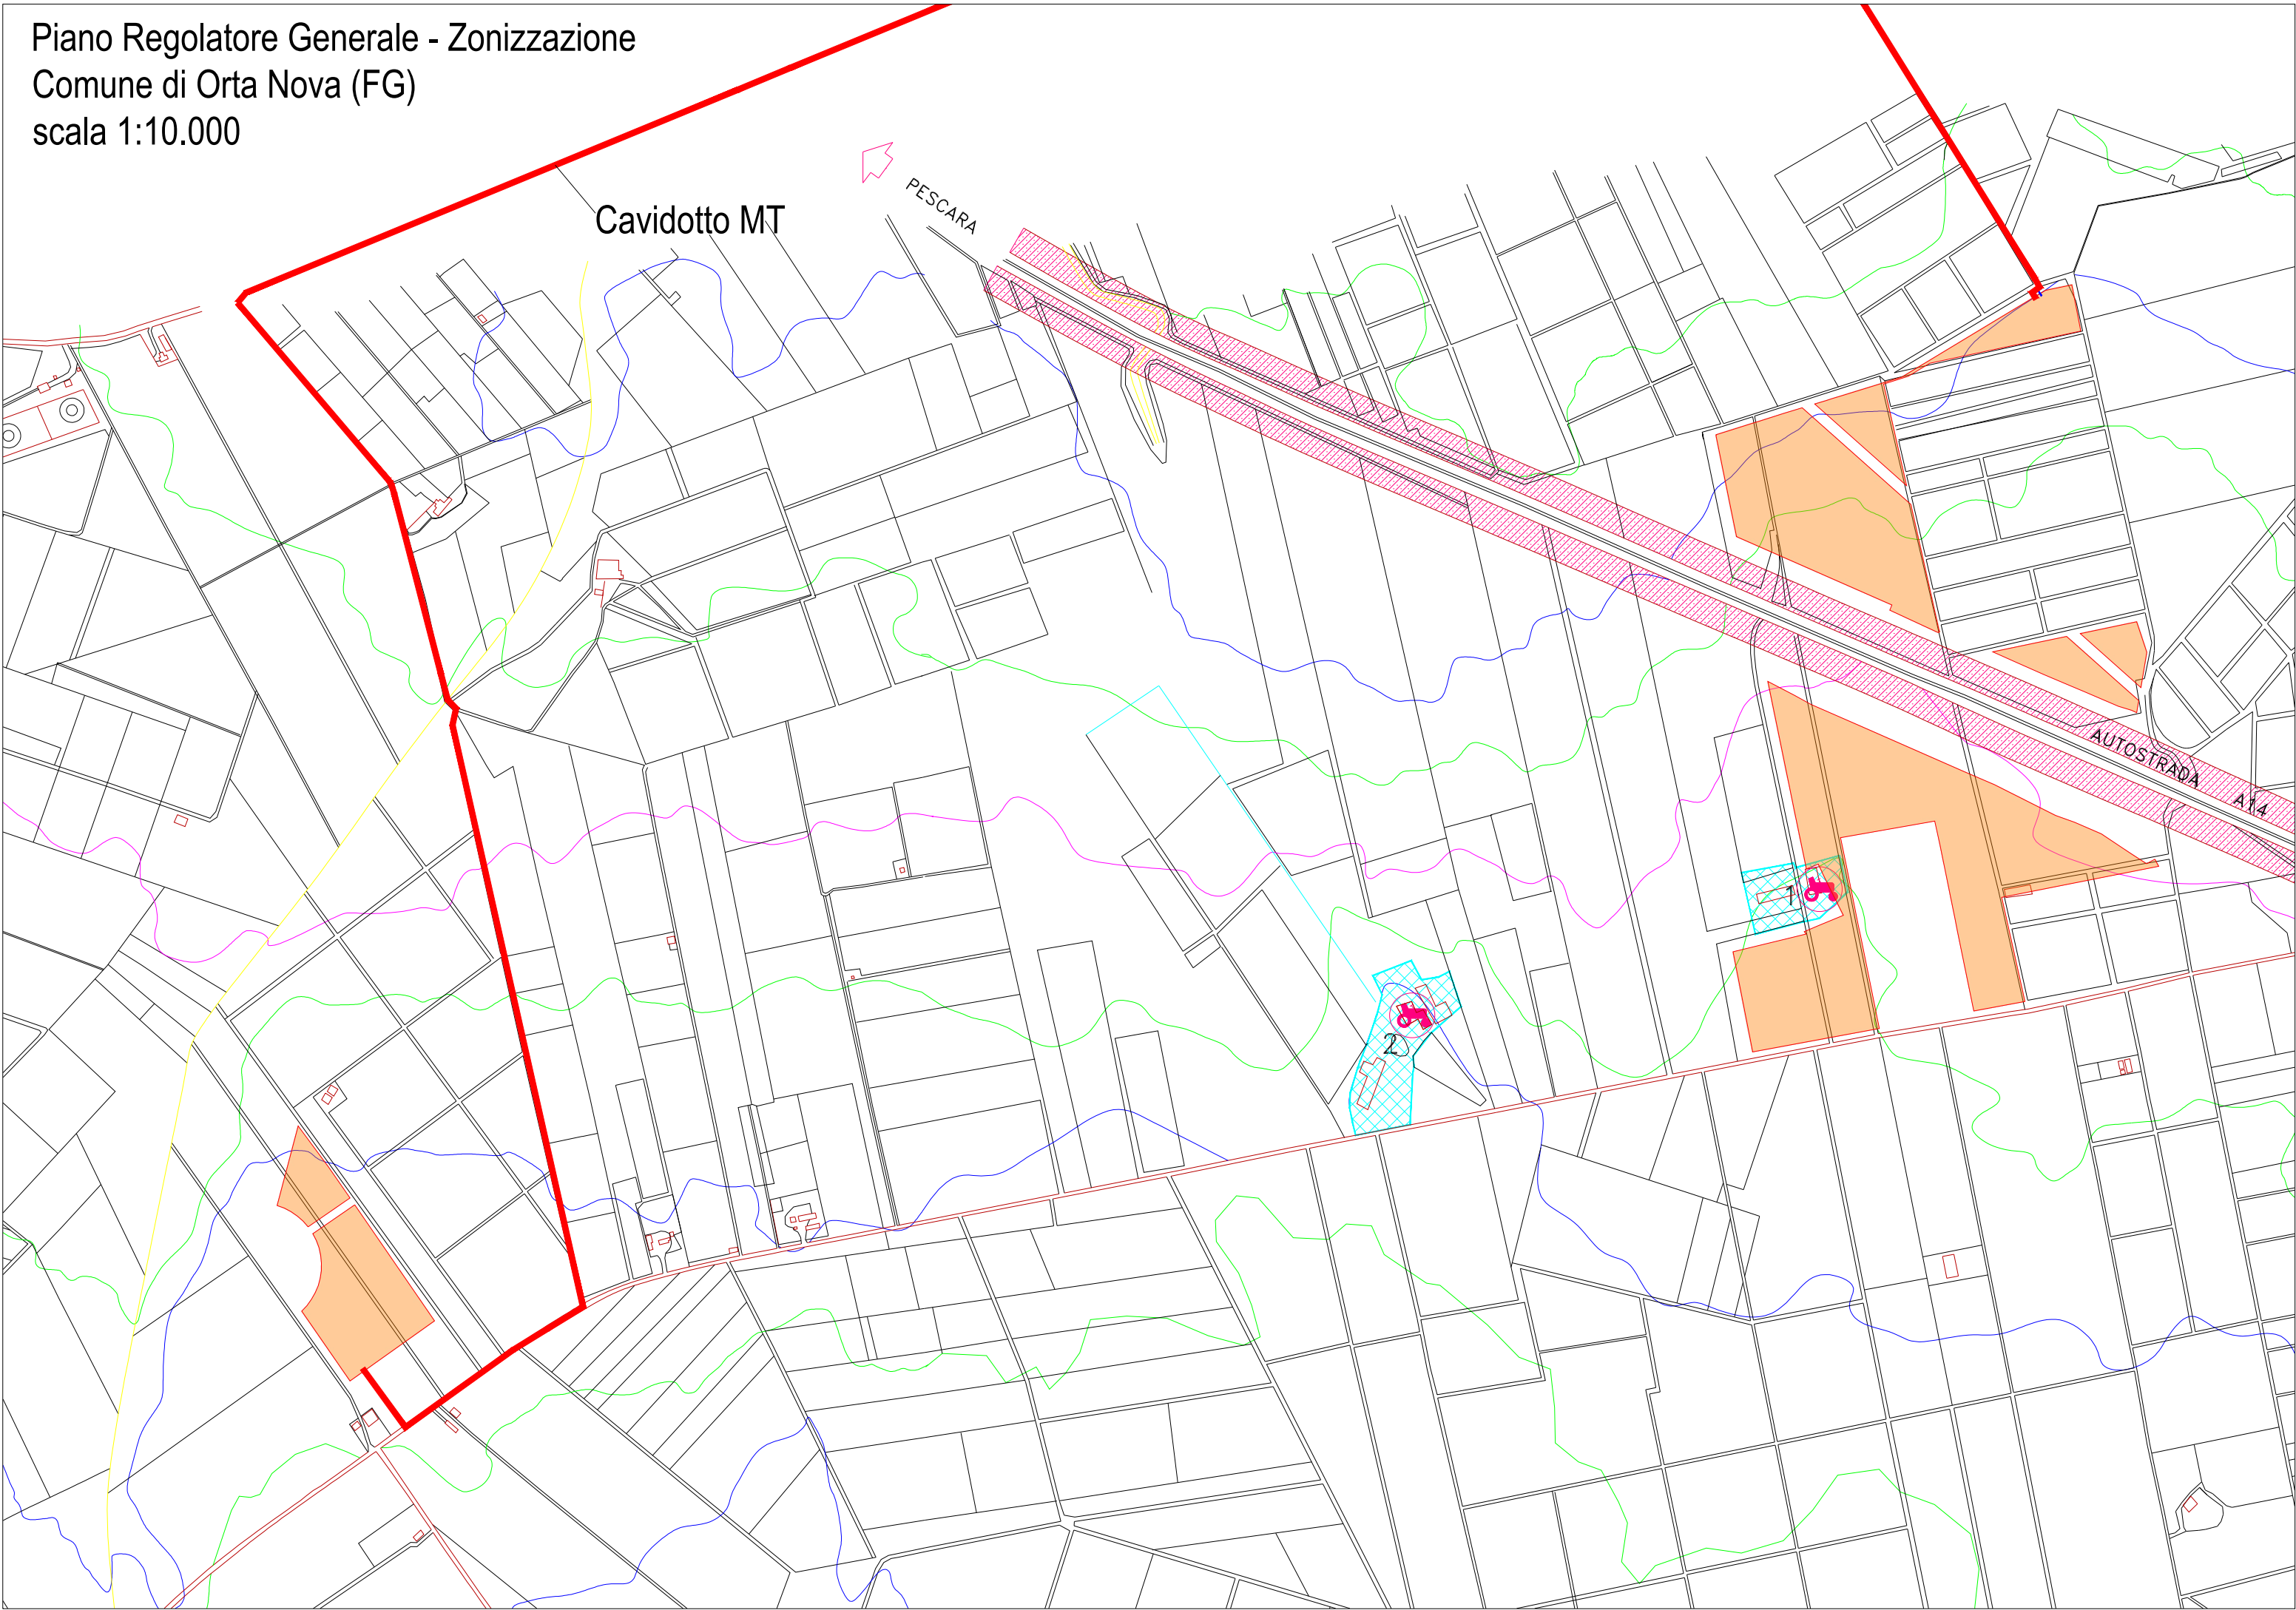 Piano Regolatore Generale - Zonizzazione
Comune di Orta Nova (FG)
scala 1:10.000
PESCARA
Cavidotto MT
AUTOSTRADA A14
1
2